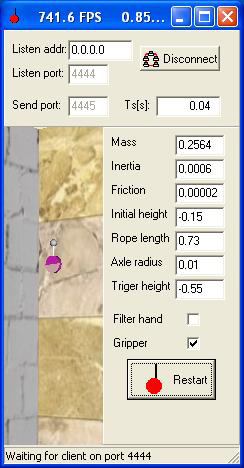 741.6 FPS 0.85...
Listen addr: 0.0.0.0
Disconnect
Listen port: 4444
Send port: 4445 Ts[s]: 0.04
Mass 0.2564
Inertia 0.0006
Friction 0.00002
Initial height -0.15
Rope length 0.73
Axle radius 0.01
Triger height -0.55
Filter hand
Gripper
Restart
Waiting for client on port 4444